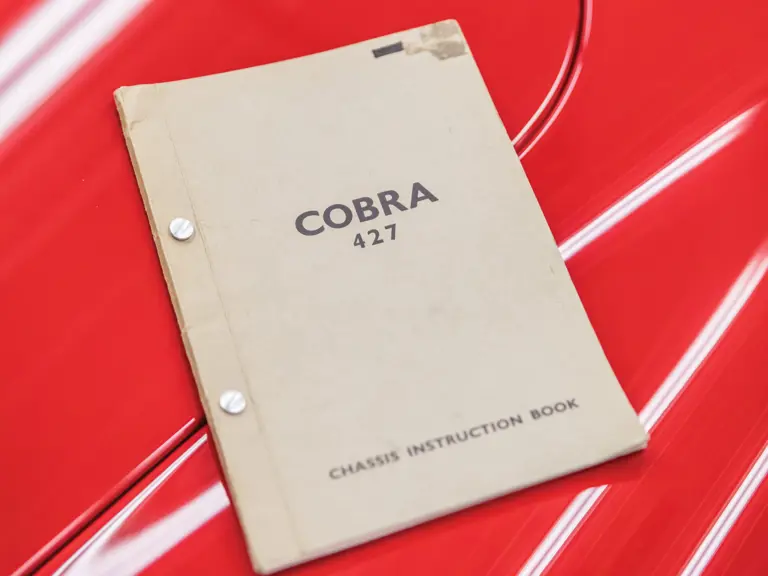 COBRA
427
CHASSIS INSTRUCTION BOOK